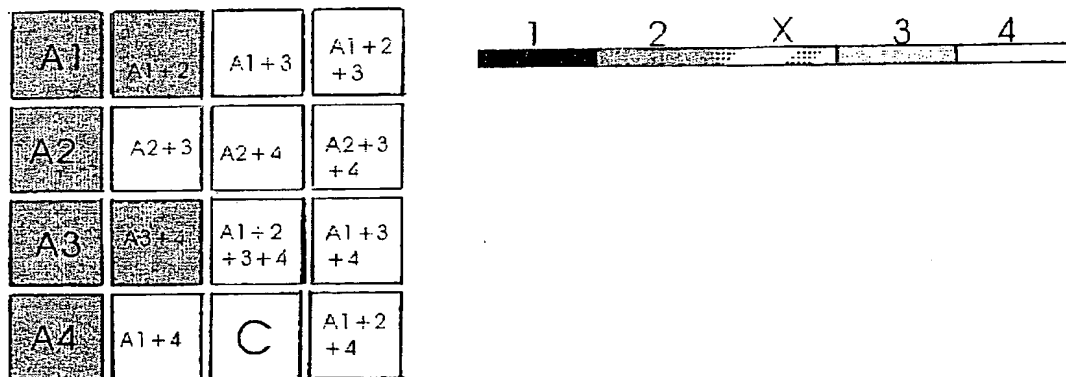 A1 A1+2 A1+3 A1+2
+3
A2 A2+3 A2+4 A2+3
+4
A3 A3+4 A1+2
+3+4 A1+3
+4
A4 A1+4 C A1+2
+4
1 2 X 3 4